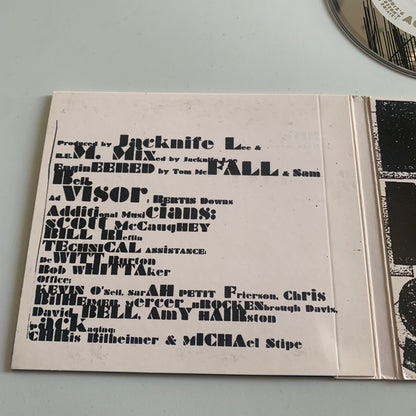 Produced by Jacknife Lee &
R.E.M. Mixed by Jacknife Lee
EnginEERED by Tom McFALL & Sam
Bell
AdVisor: Bertis Downs
Additional MusiCians:
SCOTT McCauGHEY
BILL RIeflin
TEchniCAL assistance:
DeWITT Burton
Bob WHITTAker
Office:
KEVIN O'Neil, SarAH PETIT Frierson, Chris
BilHEIMER, Mercer BROCKENbrough Davis,
David BELL, Amy HAIRston
pACKaging:
CHRis Bilheimer & MICHAel Stipe